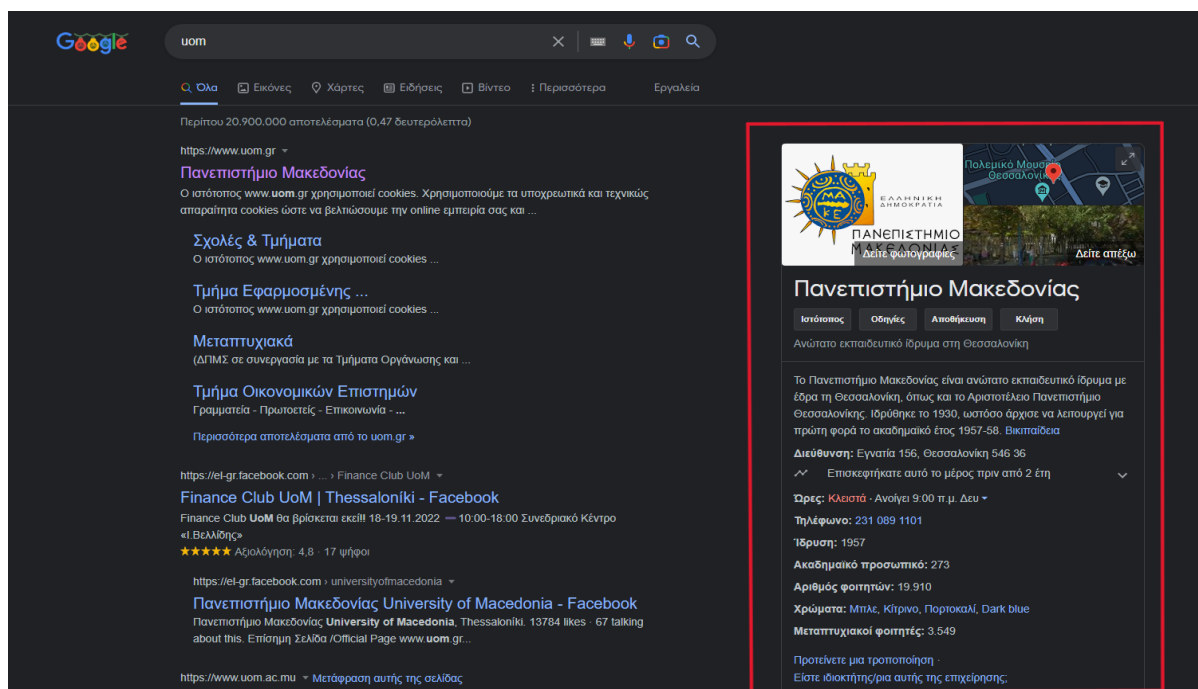 Google
uom
Όλα Εικόνες Χάρτες Ειδήσεις Βίντεο Περισσότερα Εργαλεία
Περίπου 20.900.000 αποτελέσματα (0,47 δευτερόλεπτα)
https://www.uom.gr
Πανεπιστήμιο Μακεδονίας
Ο ιστότοπος www.uom.gr χρησιμοποιεί cookies. Χρησιμοποιούμε τα υποχρεωτικά και τεχνικώς
απαραίτητα cookies ώστε να βελτιώσουμε την online εμπειρία σας και ...
Σχολές & Τμήματα
Ο ιστότοπος www.uom.gr χρησιμοποιεί cookies ...
Τμήμα Εφαρμοσμένης ...
Ο ιστότοπος www.uom.gr χρησιμοποιεί cookies ...
Μεταπτυχιακά
(ΔΠΜΣ σε συνεργασία με τα Τμήματα Οργάνωσης και ...
Τμήμα Οικονομικών Επιστημών
Γραμματεία - Πρωτοετείς - Επικοινωνία - ...
Περισσότερα αποτελέσματα από το uom.gr »
https://el-gr.facebook.com › ... › Finance Club UoM
Finance Club UoM | Thessaloníki - Facebook
Finance Club UoM θα βρίσκεται εκεί!! 18-19.11.2022 — 10:00-18:00 Συνεδριακό Κέντρο
«Ι.Βελλίδης»
★★★★★ Αξιολόγηση: 4,8 · 17 ψήφοι
https://el-gr.facebook.com › universityofmacedonia
Πανεπιστήμιο Μακεδονίας University of Macedonia - Facebook
Πανεπιστήμιο Μακεδονίας University of Macedonia, Thessaloníki. 13784 likes · 67 talking
about this. Επίσημη Σελίδα /Official Page www.uom.gr...
https://www.uom.ac.mu Μετάφραση αυτής της σελίδας
ΜΑ
ΚΕ
ΕΛΛΗΝΙΚΗ
ΔΗΜΟΚΡΑΤΙΑ
ΠΑΝΕΠΙΣΤΗΜΙΟ
ΜΑΚΕΔΟΝΙΑΣ
Δείτε φωτογραφίες
Πολεμικό Μουσείο
Θεσσαλονίκης
Δείτε απέξω
Πανεπιστήμιο Μακεδονίας
Ιστότοπος Οδηγίες Αποθήκευση Κλήση
Ανώτατο εκπαιδευτικό ίδρυμα στη Θεσσαλονίκη
Το Πανεπιστήμιο Μακεδονίας είναι ανώτατο εκπαιδευτικό ίδρυμα με
έδρα τη Θεσσαλονίκη, όπως και το Αριστοτέλειο Πανεπιστήμιο
Θεσσαλονίκης. Ιδρύθηκε το 1930, ωστόσο άρχισε να λειτουργεί για
πρώτη φορά το ακαδημαϊκό έτος 1957-58. Βικιπαίδεια
Διεύθυνση: Εγνατία 156, Θεσσαλονίκη 546 36
Επισκεφτήκατε αυτό το μέρος πριν από 2 έτη
Ώρες: Κλειστά · Ανοίγει 9:00 π.μ. Δευ
Τηλέφωνο: 231 089 1101
Ίδρυση: 1957
Ακαδημαϊκό προσωπικό: 273
Αριθμός φοιτητών: 19.910
Χρώματα: Μπλε, Κίτρινο, Πορτοκαλί, Dark blue
Μεταπτυχιακοί φοιτητές: 3.549
Προτείνετε μια τροποποίηση ·
Είστε ιδιοκτήτης/ρια αυτής της επιχείρησης;